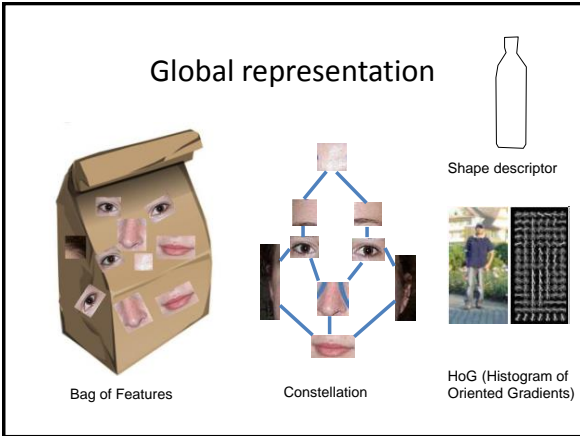 Global representation
Shape descriptor
Bag of Features
Constellation
HoG (Histogram of
Oriented Gradients)